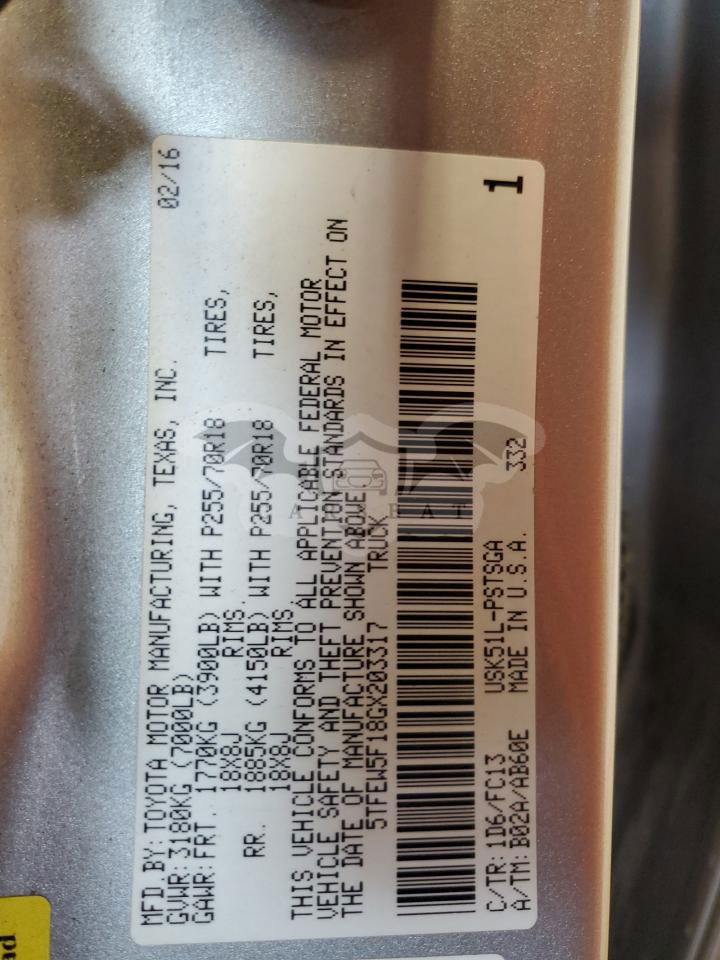 02/16
MFD BY: TOYOTA MOTOR MANUFACTURING, TEXAS, INC.
GVWR: 3180KG (7000LB)
GAWR: FRT. 1770KG (3900LB) WITH P255/70R18 TIRES,
18X8J RIMS.
RR. 1885KG (4150LB) WITH P255/70R18 TIRES,
18X8J RIMS.
THIS VEHICLE CONFORMS TO ALL APPLICABLE FEDERAL MOTOR
VEHICLE SAFETY AND THEFT PREVENTION STANDARDS IN EFFECT ON
THE DATE OF MANUFACTURE SHOWN ABOVE.
5TFEW5F18GX203317 TRUCK
1
C/TR: 1D6/FC13 USK51L-PSTSGA
A/TM: B02A/AB60E MADE IN U.S.A. 332
ad